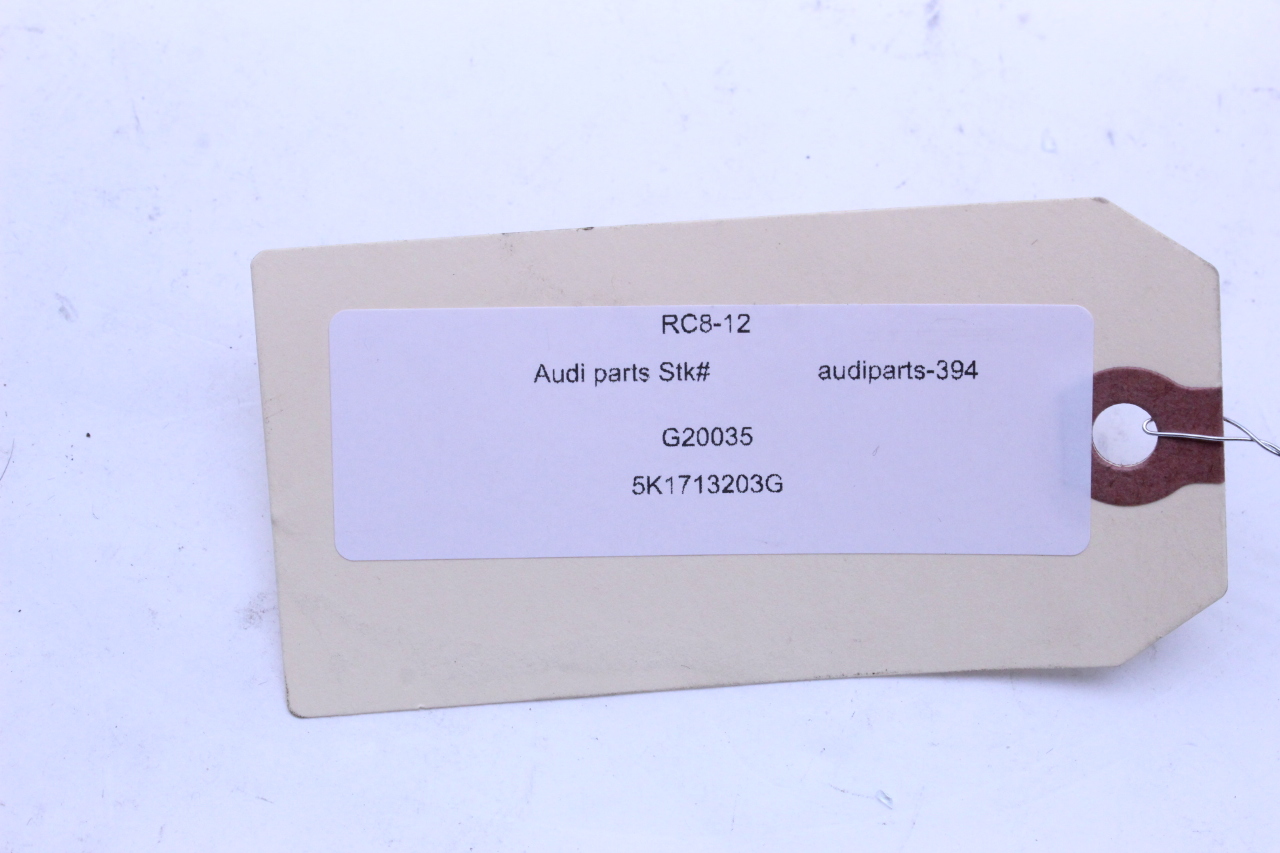 RC8-12
Audi parts Stk# audiparts-394
G20035
5K1713203G